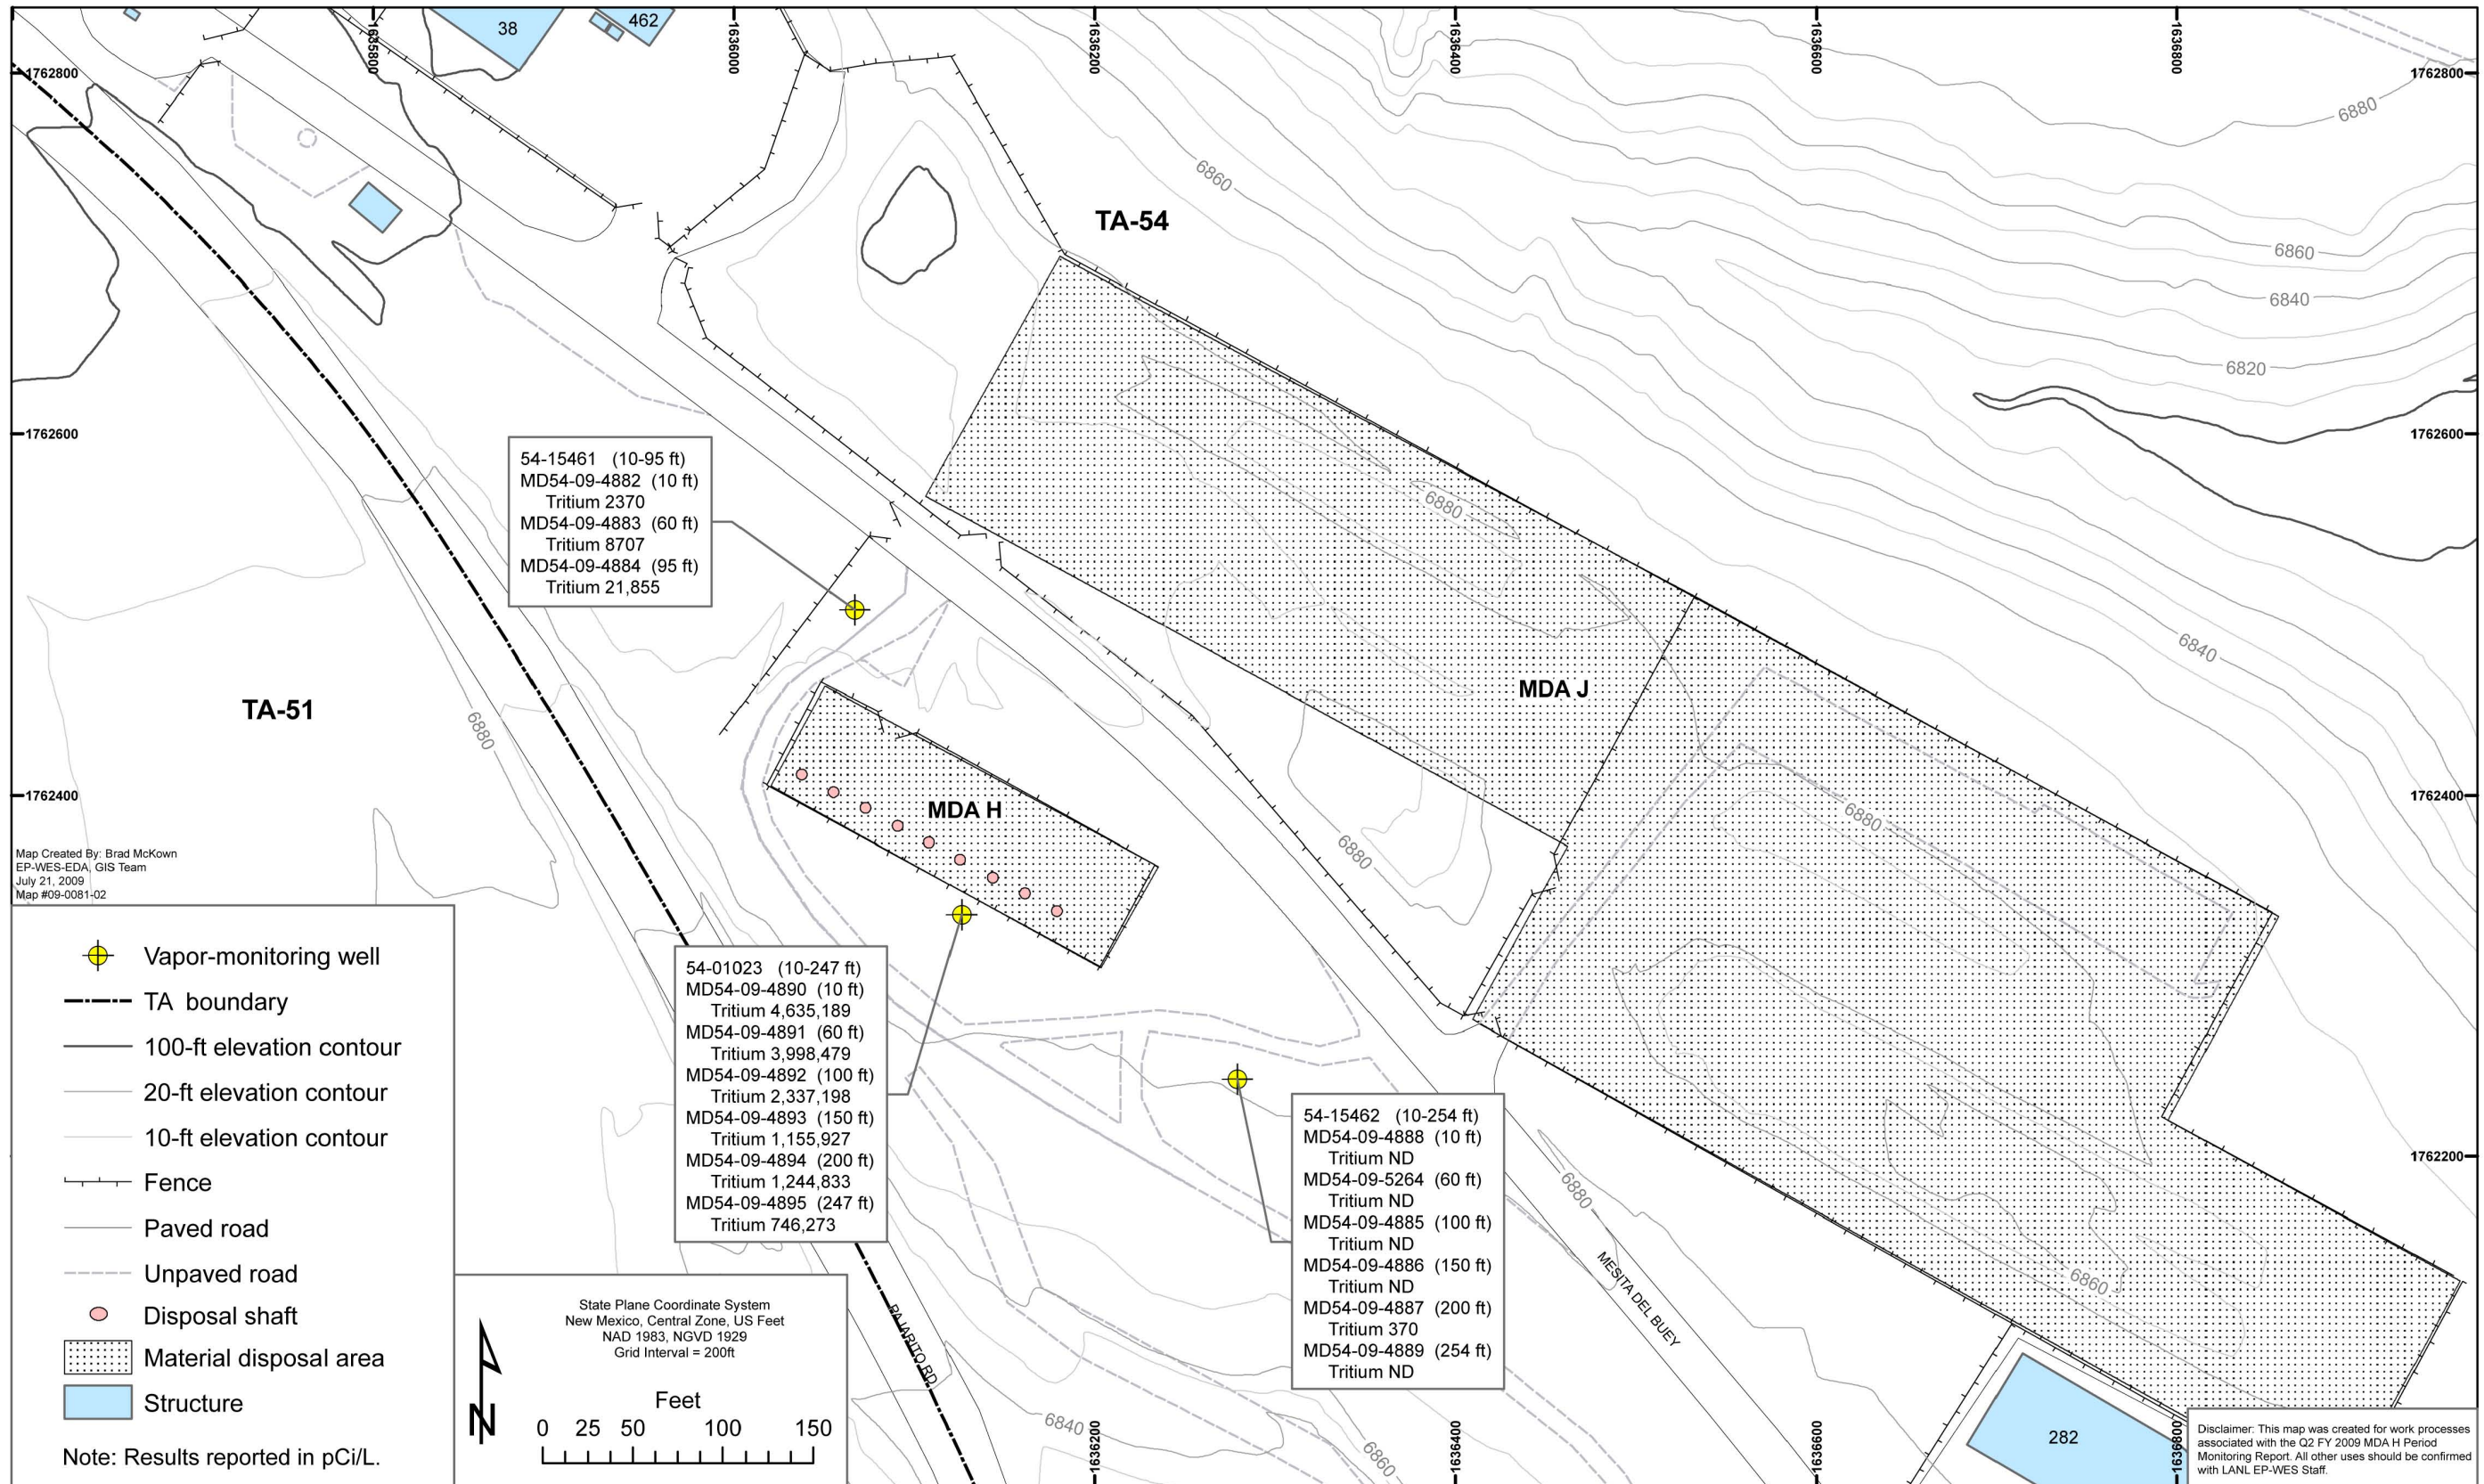 38
462
1635800
1636000
1636200
1636400
1636600
1636800
1762800
1762800
6880
6860
TA-54
6860
6840
6820
1762600
1762600
54-15461 (10-95 ft)
MD54-09-4882 (10 ft)
Tritium 2370
MD54-09-4883 (60 ft)
Tritium 8707
MD54-09-4884 (95 ft)
Tritium 21,855
6880
6840
MDA J
TA-51
6880
1762400
1762400
MDA H
6880
6880
Map Created By: Brad McKown
EP-WES-EDA, GIS Team
July 21, 2009
Map #09-0081-02
Vapor-monitoring well
TA boundary
100-ft elevation contour
20-ft elevation contour
10-ft elevation contour
Fence
Paved road
Unpaved road
Disposal shaft
Material disposal area
Structure
Note: Results reported in pCi/L.
54-01023 (10-247 ft)
MD54-09-4890 (10 ft)
Tritium 4,635,189
MD54-09-4891 (60 ft)
Tritium 3,998,479
MD54-09-4892 (100 ft)
Tritium 2,337,198
MD54-09-4893 (150 ft)
Tritium 1,155,927
MD54-09-4894 (200 ft)
Tritium 1,244,833
MD54-09-4895 (247 ft)
Tritium 746,273
54-15462 (10-254 ft)
MD54-09-4888 (10 ft)
Tritium ND
MD54-09-5264 (60 ft)
Tritium ND
MD54-09-4885 (100 ft)
Tritium ND
MD54-09-4886 (150 ft)
Tritium ND
MD54-09-4887 (200 ft)
Tritium 370
MD54-09-4889 (254 ft)
Tritium ND
1762200
6880
MESITA DEL BUEY
6860
PAJARITO RD
State Plane Coordinate System
New Mexico, Central Zone, US Feet
NAD 1983, NGVD 1929
Grid Interval = 200ft
Feet
0 25 50 100 150
N
6840
6860
1636200
1636400
1636600
1636800
282
Disclaimer: This map was created for work processes
associated with the Q2 FY 2009 MDA H Period
Monitoring Report. All other uses should be confirmed
with LANL EP-WES Staff.